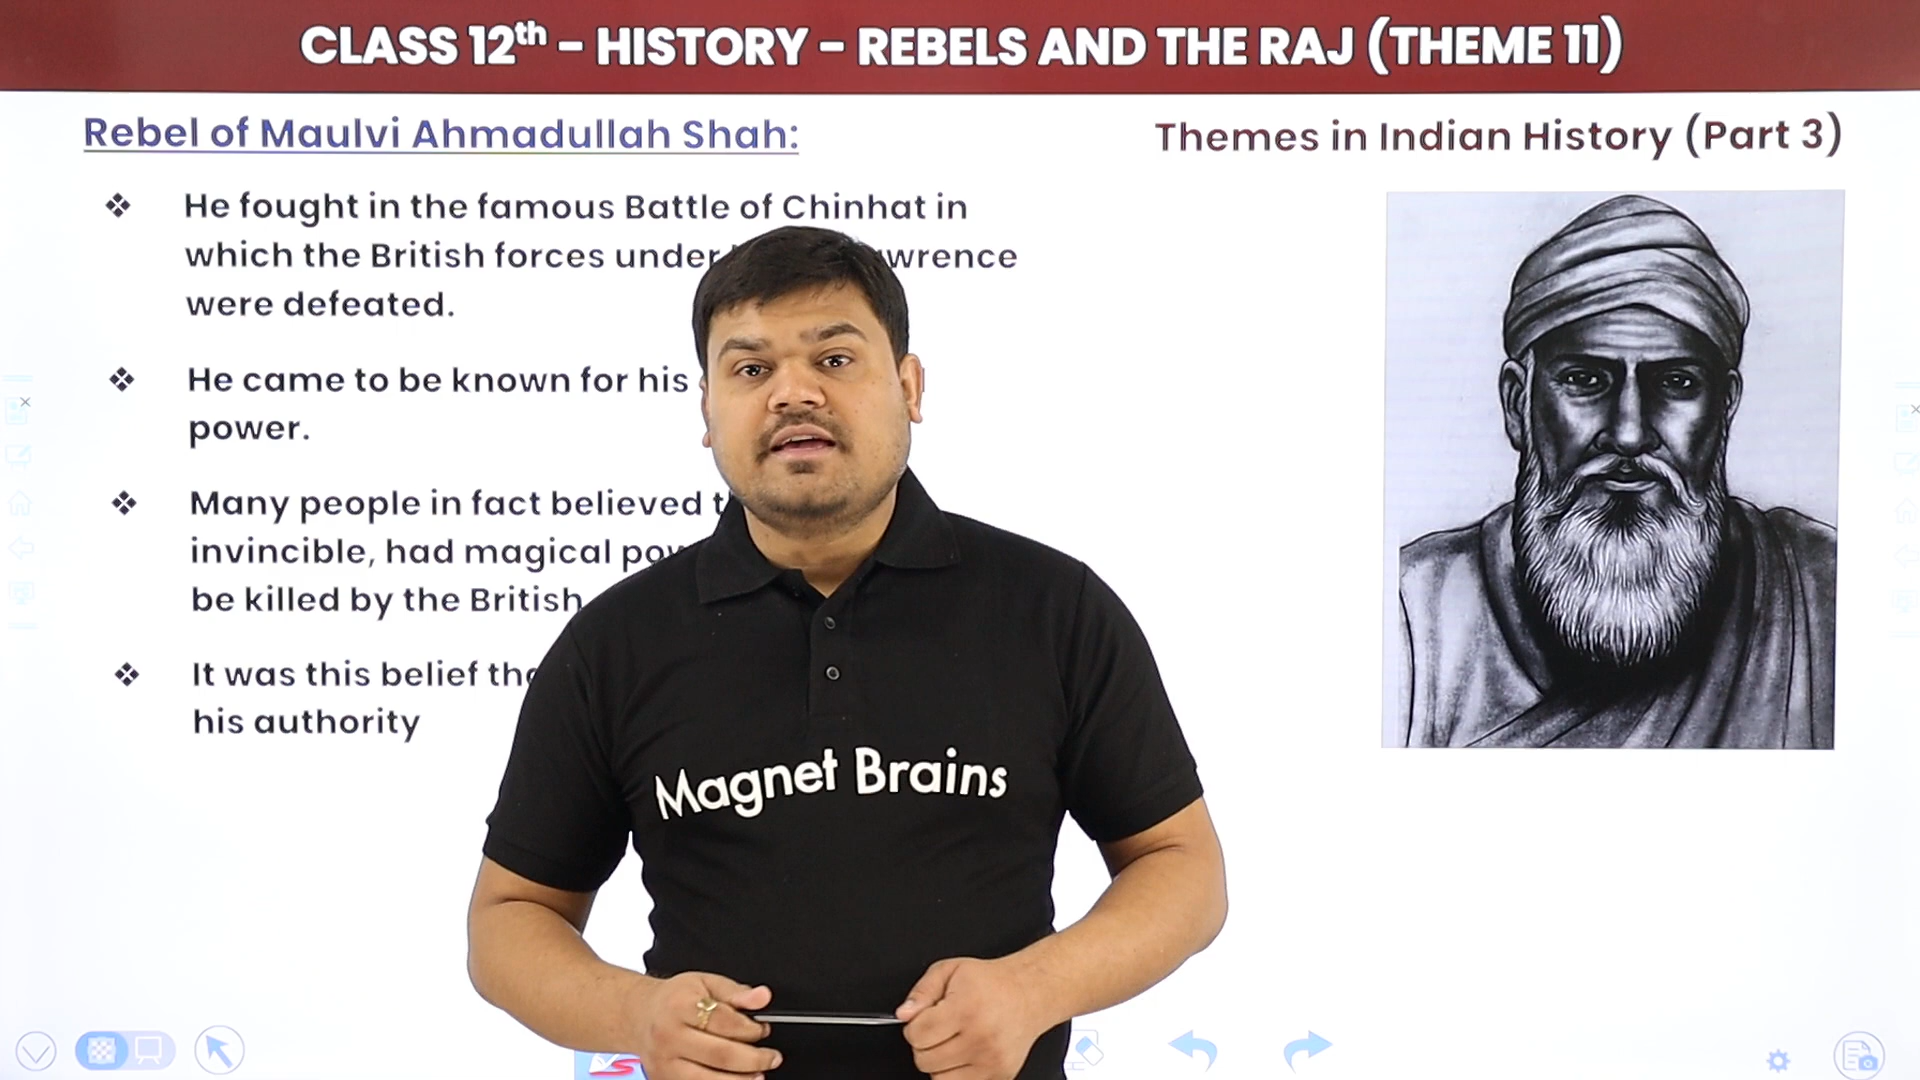 CLASS 12th – HISTORY – REBELS AND THE RAJ (THEME 11)
Rebel of Maulvi Ahmadullah Shah:
Themes in Indian History (Part 3)
He fought in the famous Battle of Chinhat in
which the British forces under
were defeated.
He came to be known for his
power.
Many people in fact believed
invincible, had magical
be killed by the British
It was this belief
his authority
Magnet Brains